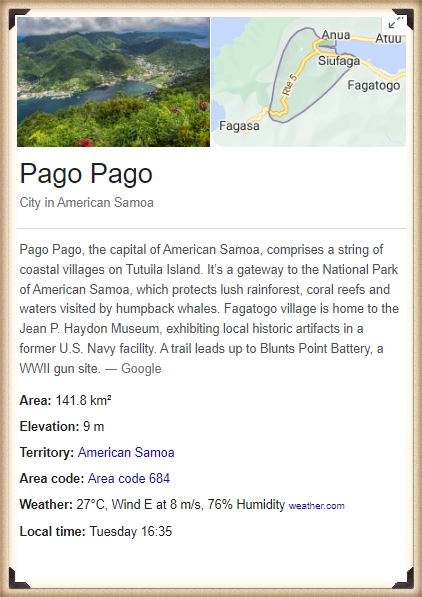 Anua
Atuu
Siufaga
Rte 5
Fagatogo
Fagasa
Pago Pago
City in American Samoa
Pago Pago, the capital of American Samoa, comprises a string of
coastal villages on Tutuila Island. It’s a gateway to the National Park
of American Samoa, which protects lush rainforest, coral reefs and
waters visited by humpback whales. Fagatogo village is home to the
Jean P. Haydon Museum, exhibiting local historic artifacts in a
former U.S. Navy facility. A trail leads up to Blunts Point Battery, a
WWII gun site. — Google
Area: 141.8 km²
Elevation: 9 m
Territory: American Samoa
Area code: Area code 684
Weather: 27°C, Wind E at 8 m/s, 76% Humidity weather.com
Local time: Tuesday 16:35